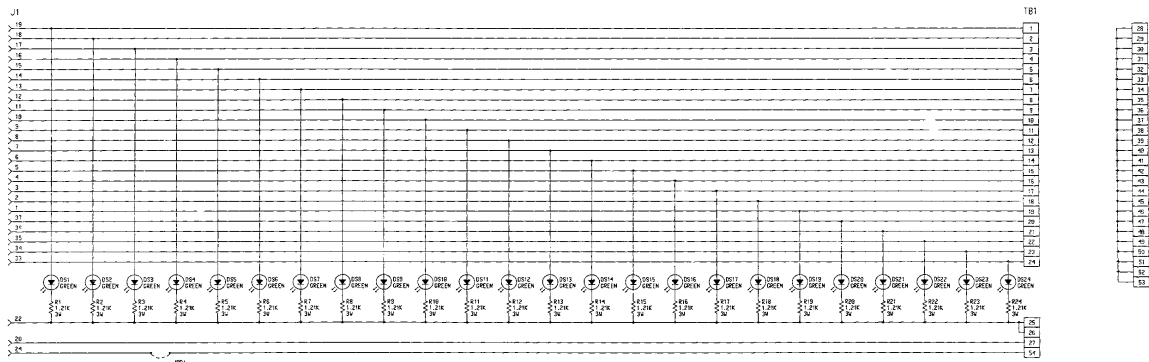 J1 TB1
19 1 28
18 2 29
17 3 30
16 4 31
15 5 32
14 6 33
13 7 34
12 8 35
11 9 36
10 10 37
9 11 38
8 12 39
7 13 40
6 14 41
5 15 42
4 16 43
3 17 44
2 18 45
1 19 46
37 20 47
21 48
35 22 49
34 23 50
33 24 51
52
53
DS1 DS2 DS3 DS4 DS5 DS6 DS7 DS8 DS9 DS10 DS11 DS12 DS13 DS14 DS15 DS16 DS17 DS18 DS19 DS20 DS21 DS22 DS23 DS24
GREEN GREEN GREEN GREEN GREEN GREEN GREEN GREEN GREEN GREEN GREEN GREEN GREEN GREEN GREEN GREEN GREEN GREEN GREEN GREEN GREEN GREEN GREEN GREEN
R1 R2 R3 R4 R5 R6 R7 R8 R9 R10 R11 R12 R13 R14 R15 R16 R17 R18 R19 R20 R21 R22 R23 R24
1.21K 1.21K 1.21K 1.21K 1.21K 1.21K 1.21K 1.21K 1.21K 1.21K 1.21K 1.21K 1.21K 1.21K 1.21K 1.21K 1.21K 1.21K 1.21K 1.21K 1.21K 1.21K 1.21K 1.21K
3W 3W 3W 3W 3W 3W 3W 3W 3W 3W 3W 3W 3W 3W 3W 3W 3W 3W 3W 3W 3W 3W 3W 3W
22 25
26
20 27
24 54